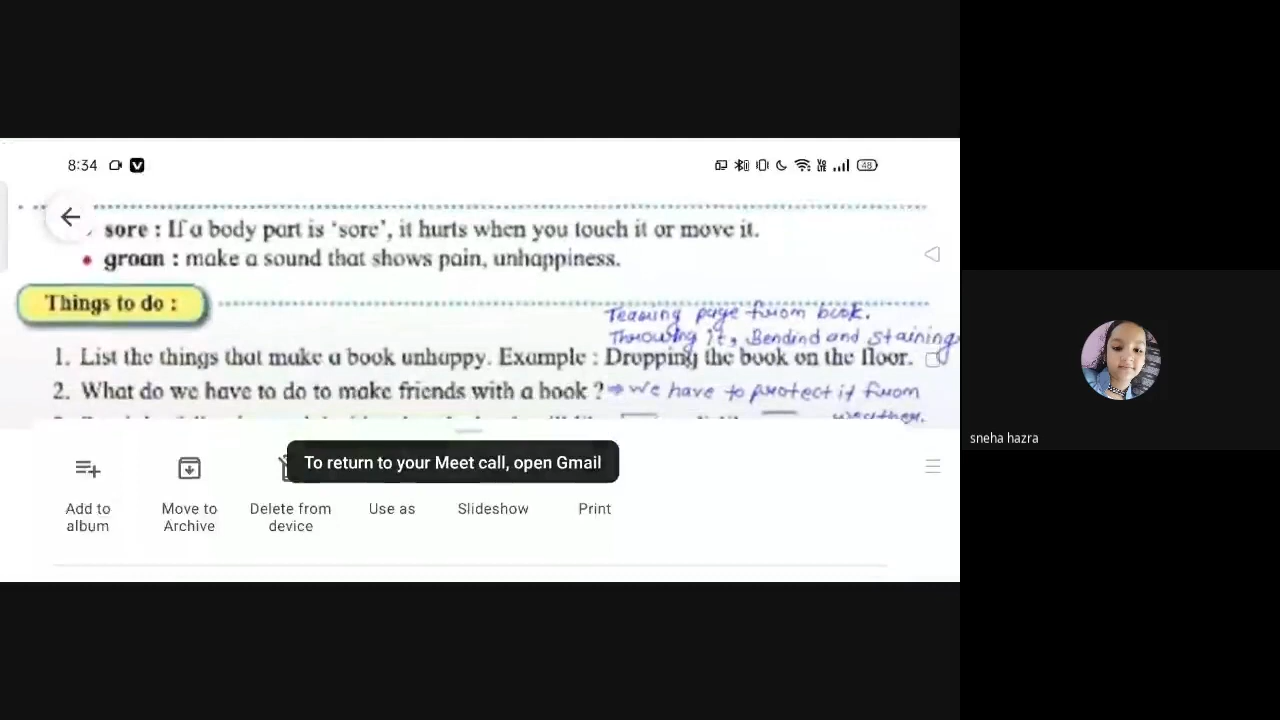 8:34
48
sore : If a body part is ‘sore’, it hurts when you touch it or move it.
• groan : make a sound that shows pain, unhappiness.
Things to do :
Tearing page from book.
Throwing it, Bendind and staining
1. List the things that make a book unhappy. Example : Dropping the book on the floor.
2. What do we have to do to make friends with a book ? → We have to protect it from
weather.
To return to your Meet call, open Gmail
Add to album
Move to Archive
Delete from device
Use as
Slideshow
Print
sneha hazra